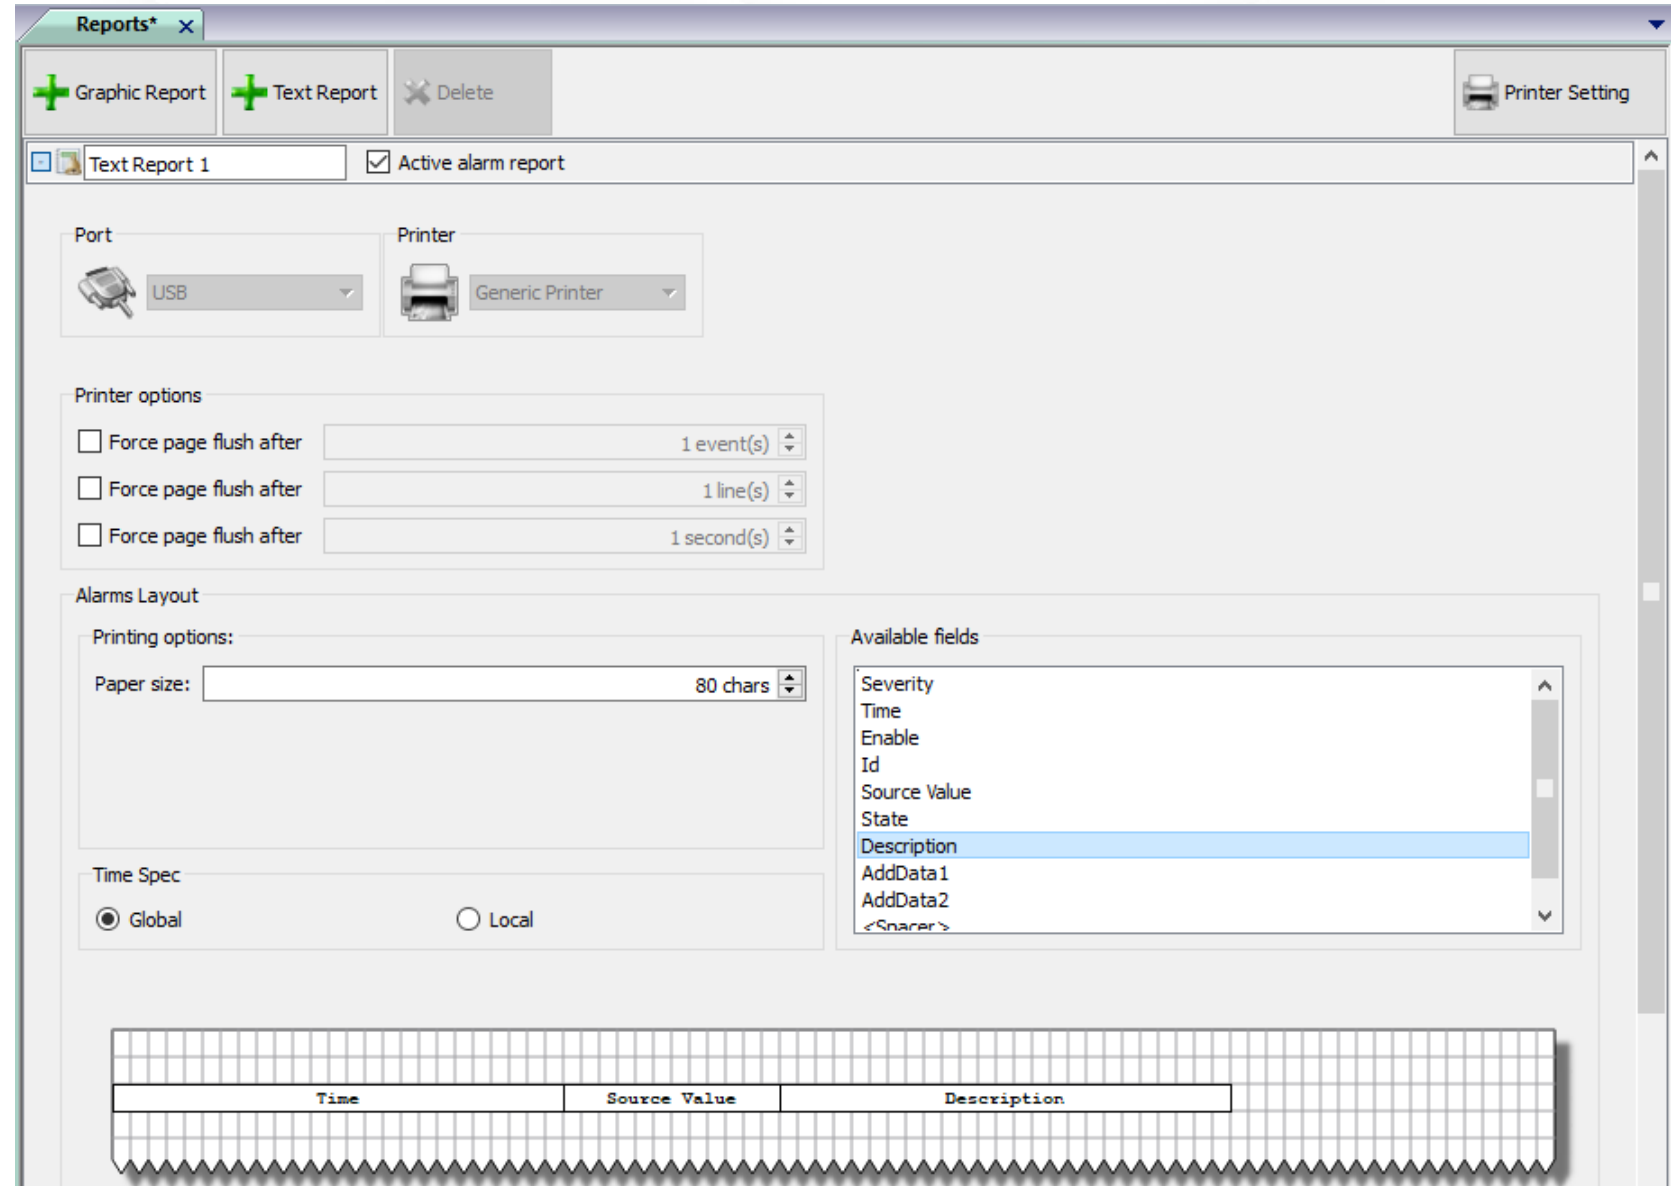 Reports*
Graphic Report
Text Report
Delete
Printer Setting
Text Report 1
Active alarm report
Port
Printer
USB
Generic Printer
Printer options
Force page flush after
1 event(s)
Force page flush after
1 line(s)
Force page flush after
1 second(s)
Alarms Layout
Printing options:
Available fields
Paper size:
80 chars
Severity
Time
Enable
Id
Source Value
State
Description
AddData1
AddData2
<Spacer>
Time Spec
Global
Local
Time
Source Value
Description